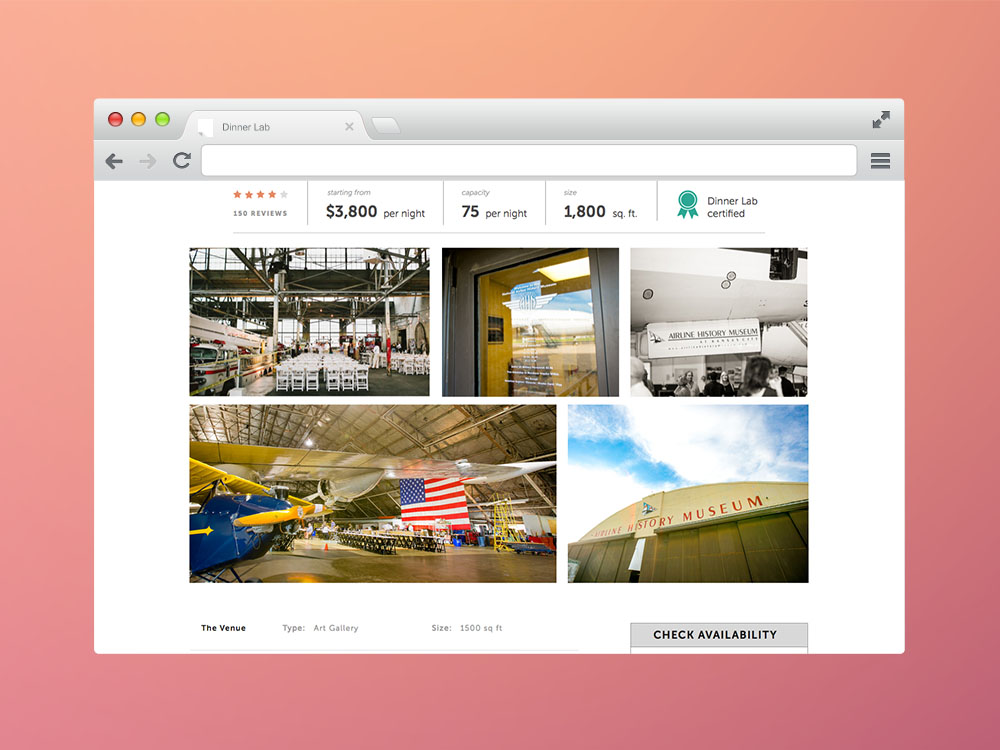 Dinner Lab
150 REVIEWS
starting from
$3,800 per night
capacity
75 per night
size
1,800 sq. ft.
Dinner Lab
certified
AIRLINE HISTORY MUSEUM
AIRLINE HISTORY MUSEUM
The Venue
Type: Art Gallery
Size: 1500 sq ft
CHECK AVAILABILITY